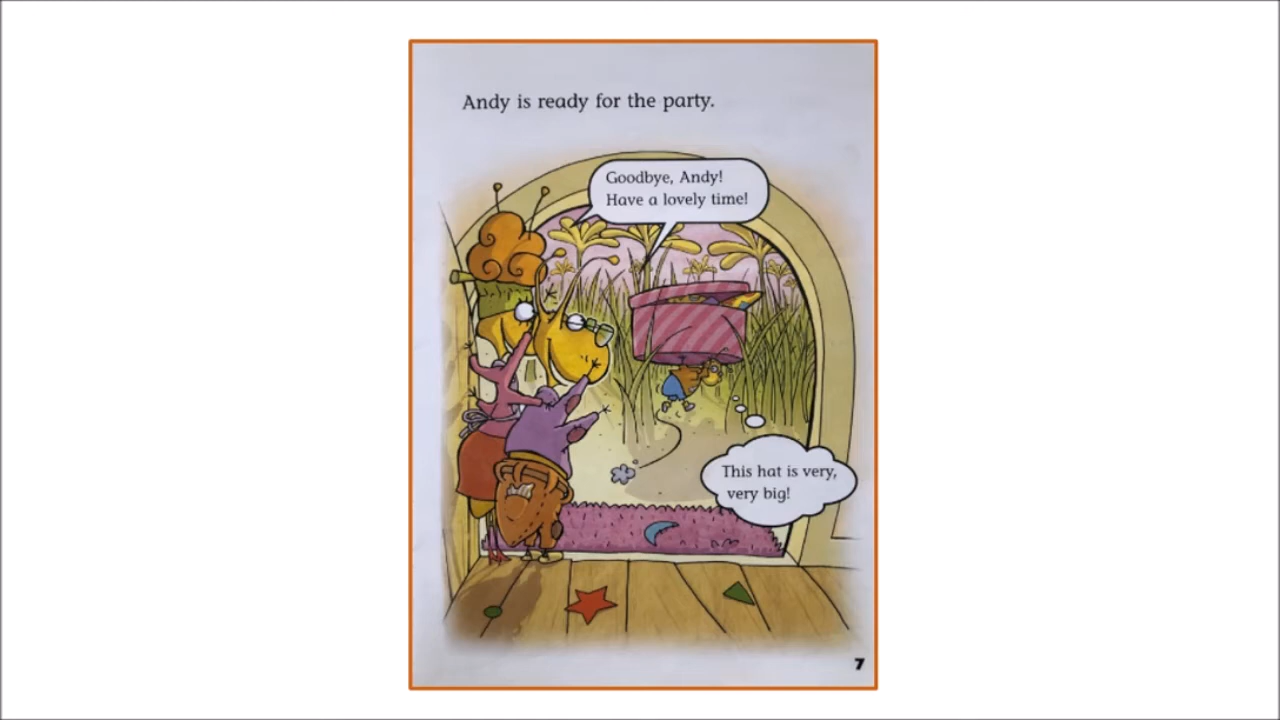 Andy is ready for the party.
Goodbye, Andy!
Have a lovely time!
This hat is very,
very big!
7